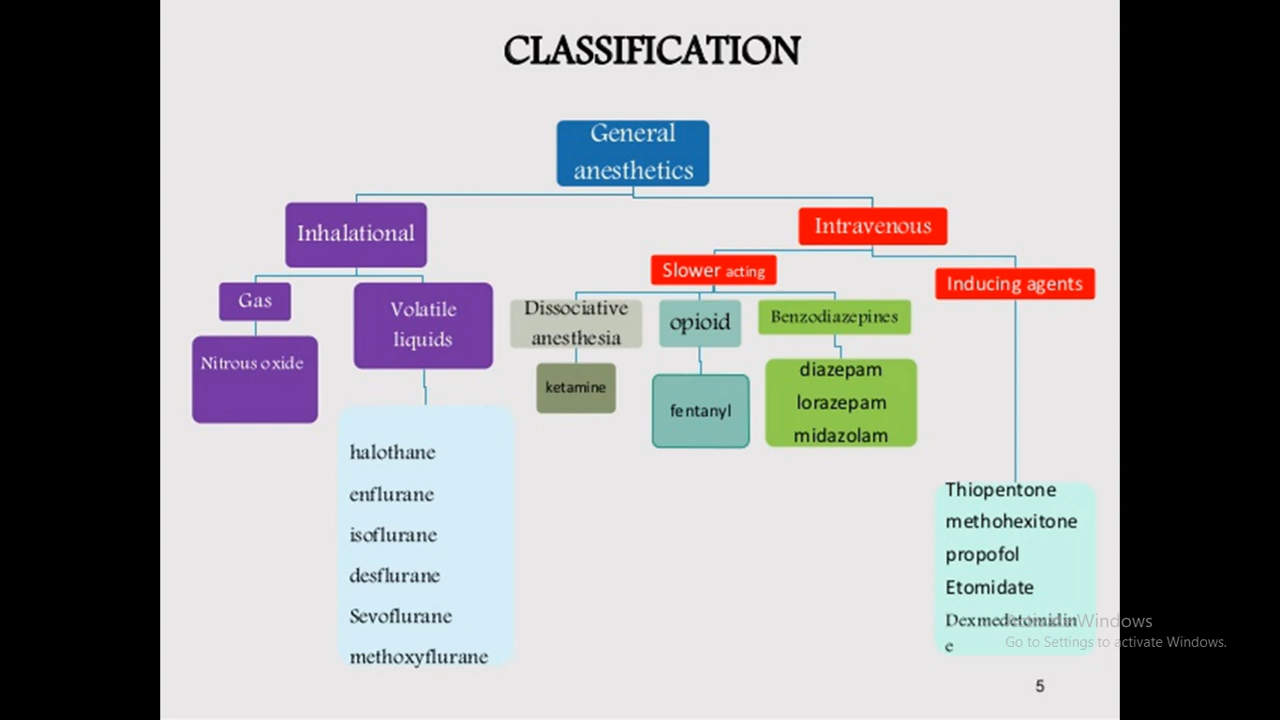 CLASSIFICATION
General
anesthetics
Inhalational
Intravenous
Slower acting
Inducing agents
Gas
Volatile
liquids
Dissociative
anesthesia
opioid
Benzodiazepines
Nitrous oxide
ketamine
fentanyl
diazepam
lorazepam
midazolam
halothane
enflurane
isoflurane
desflurane
Sevoflurane
methoxyflurane
Thiopentone
methohexitone
propofol
Etomidate
Dexmedetomidin
e
Activate Windows
Go to Settings to activate Windows.
5